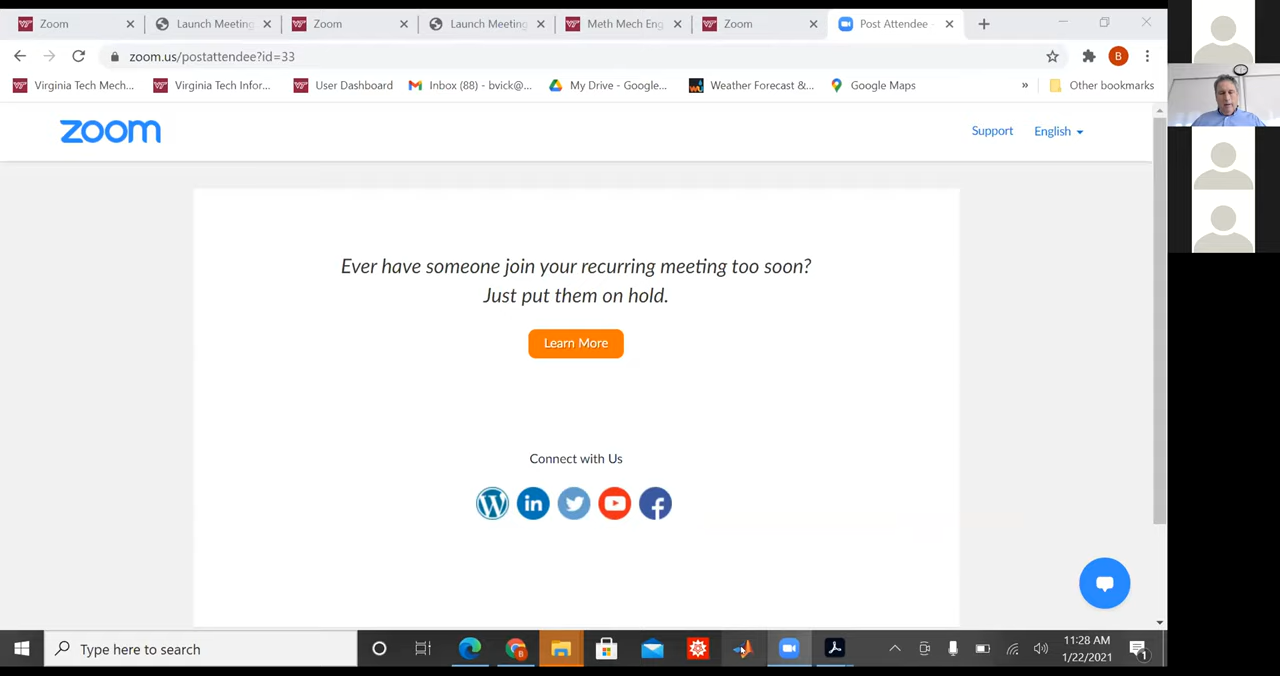 Zoom
Launch Meeting
Zoom
Launch Meeting
Meth Mech Eng
Zoom
Post Attendee -
zoom.us/postattendee?id=33
B
Virginia Tech Mech...
Virginia Tech Infor...
User Dashboard
Inbox (88) - bvick@...
My Drive - Google...
Weather Forecast &...
Google Maps
»
Other bookmarks
zoom
Support
English
Ever have someone join your recurring meeting too soon?
Just put them on hold.
Learn More
Connect with Us
Type here to search
11:28 AM
1/22/2021
1